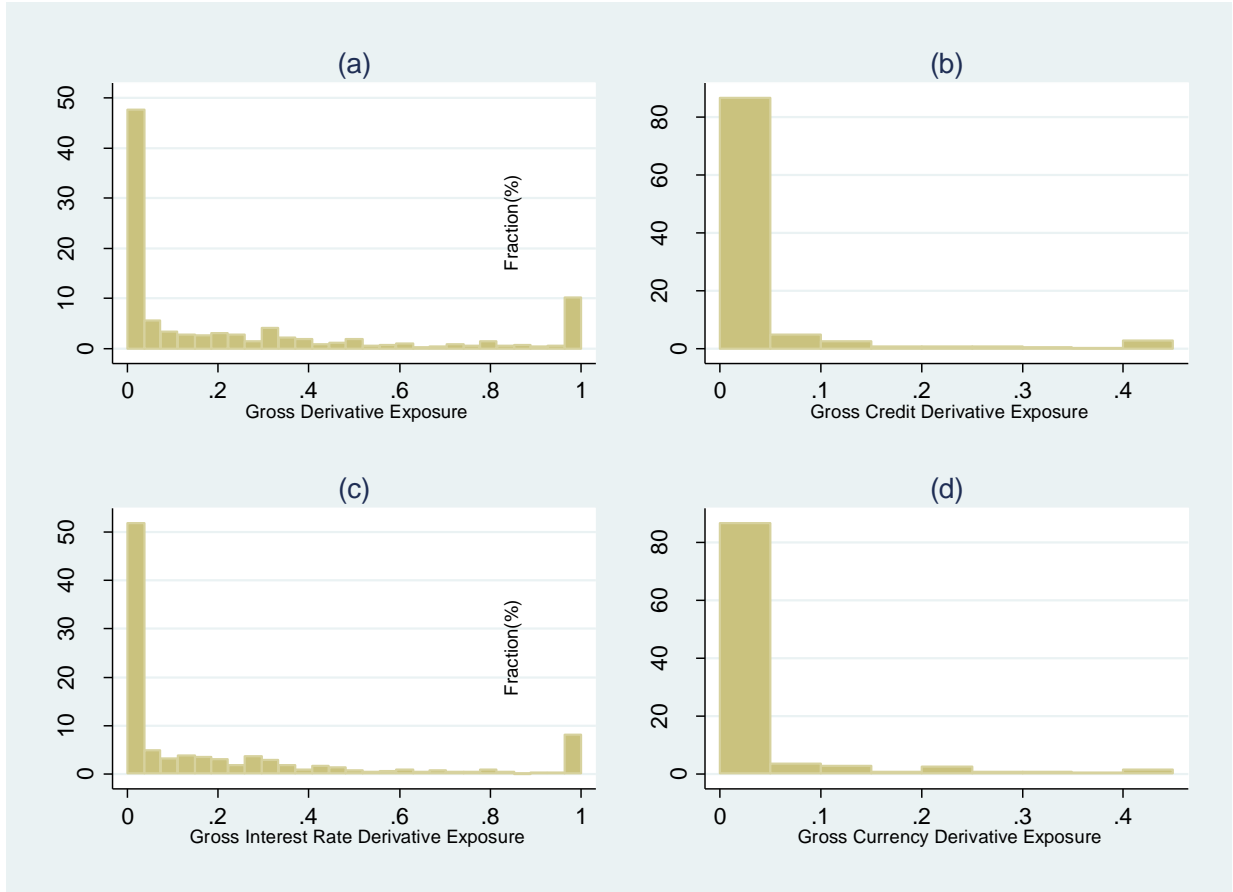 (a)
50
40
30
20
10
0
Fraction(%)
0 .2 .4 .6 .8 1
Gross Derivative Exposure
(b)
80
60
40
20
0
0 .1 .2 .3 .4
Gross Credit Derivative Exposure
(c)
50
40
30
20
10
0
Fraction(%)
0 .2 .4 .6 .8 1
Gross Interest Rate Derivative Exposure
(d)
80
60
40
20
0
0 .1 .2 .3 .4
Gross Currency Derivative Exposure